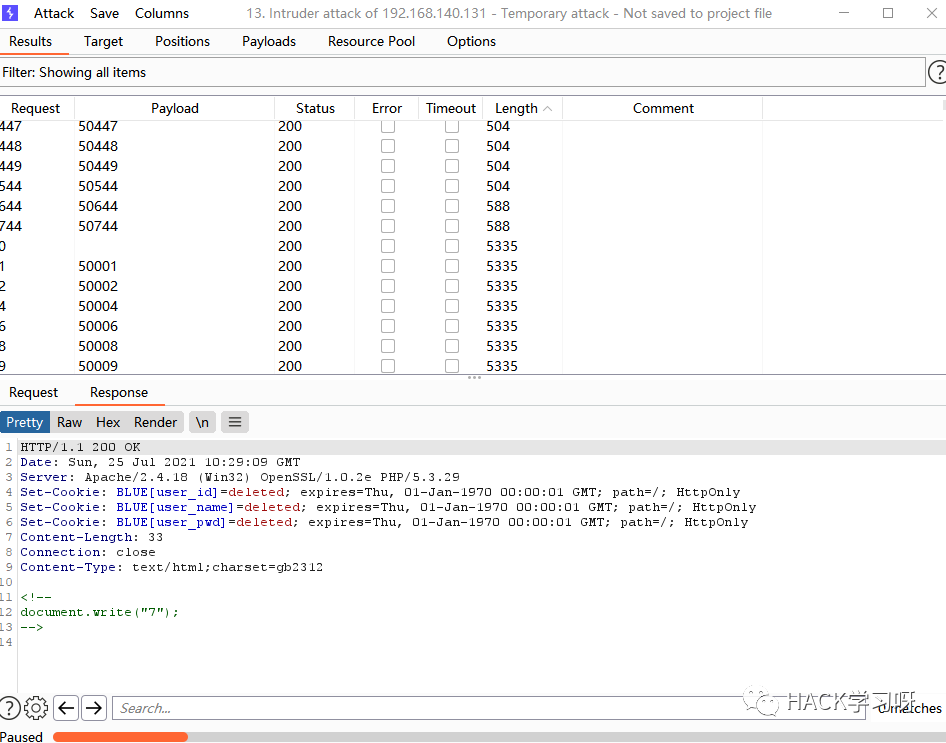 Attack Save Columns 13. Intruder attack of 192.168.140.131 - Temporary attack - Not saved to project file
Results Target Positions Payloads Resource Pool Options
Filter: Showing all items
Request Payload Status Error Timeout Length Comment
447 50447 200 504
448 50448 200 504
449 50449 200 504
544 50544 200 504
644 50644 200 588
744 50744 200 588
0 200 5335
1 50001 200 5335
2 50002 200 5335
4 50004 200 5335
6 50006 200 5335
8 50008 200 5335
9 50009 200 5335
Request Response
Pretty Raw Hex Render \n
1 HTTP/1.1 200 OK
2 Date: Sun, 25 Jul 2021 10:29:09 GMT
3 Server: Apache/2.4.18 (Win32) OpenSSL/1.0.2e PHP/5.3.29
4 Set-Cookie: BLUE[user_id]=deleted; expires=Thu, 01-Jan-1970 00:00:01 GMT; path=/; HttpOnly
5 Set-Cookie: BLUE[user_name]=deleted; expires=Thu, 01-Jan-1970 00:00:01 GMT; path=/; HttpOnly
6 Set-Cookie: BLUE[user_pwd]=deleted; expires=Thu, 01-Jan-1970 00:00:01 GMT; path=/; HttpOnly
7 Content-Length: 33
8 Connection: close
9 Content-Type: text/html;charset=gb2312
10
11 <!--
12 document.write("7");
13 -->
14
Search... 0 matches
HACK学习呀
Paused